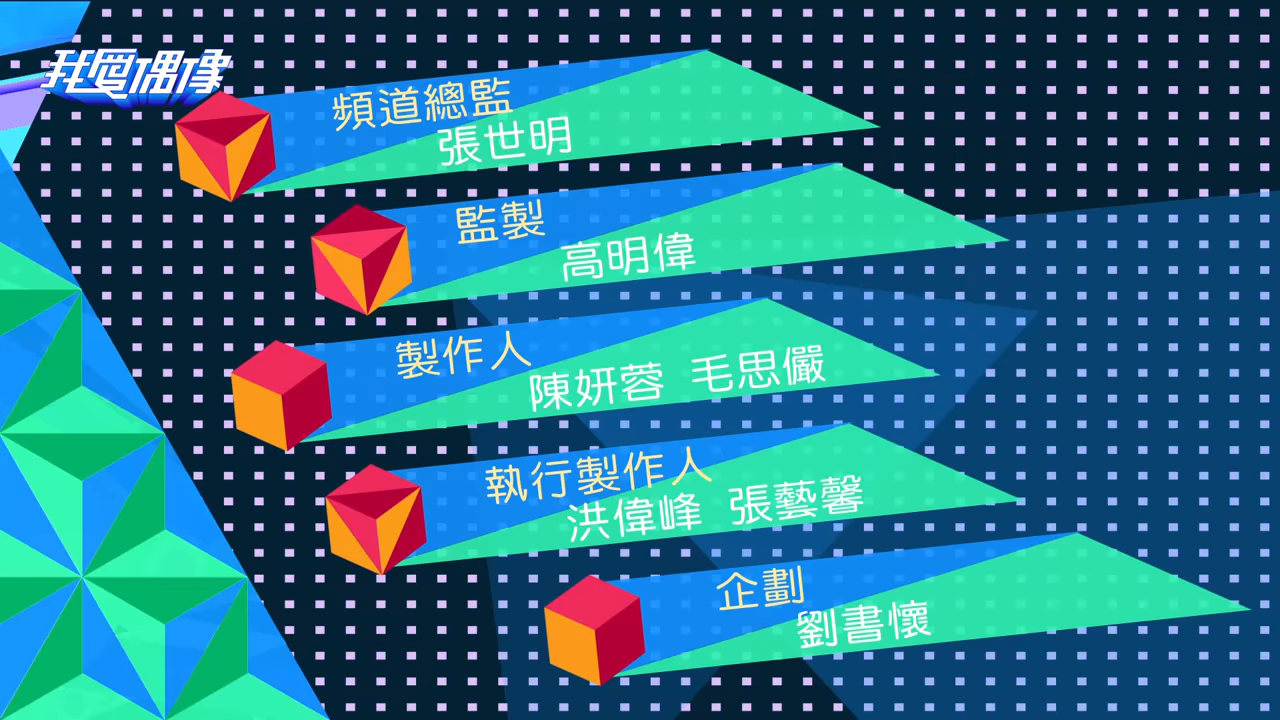 我愛偶像
頻道總監
張世明
監製
高明偉
製作人
陳妍蓉 毛思儼
執行製作人
洪偉峰 張藝馨
企劃
劉書懷